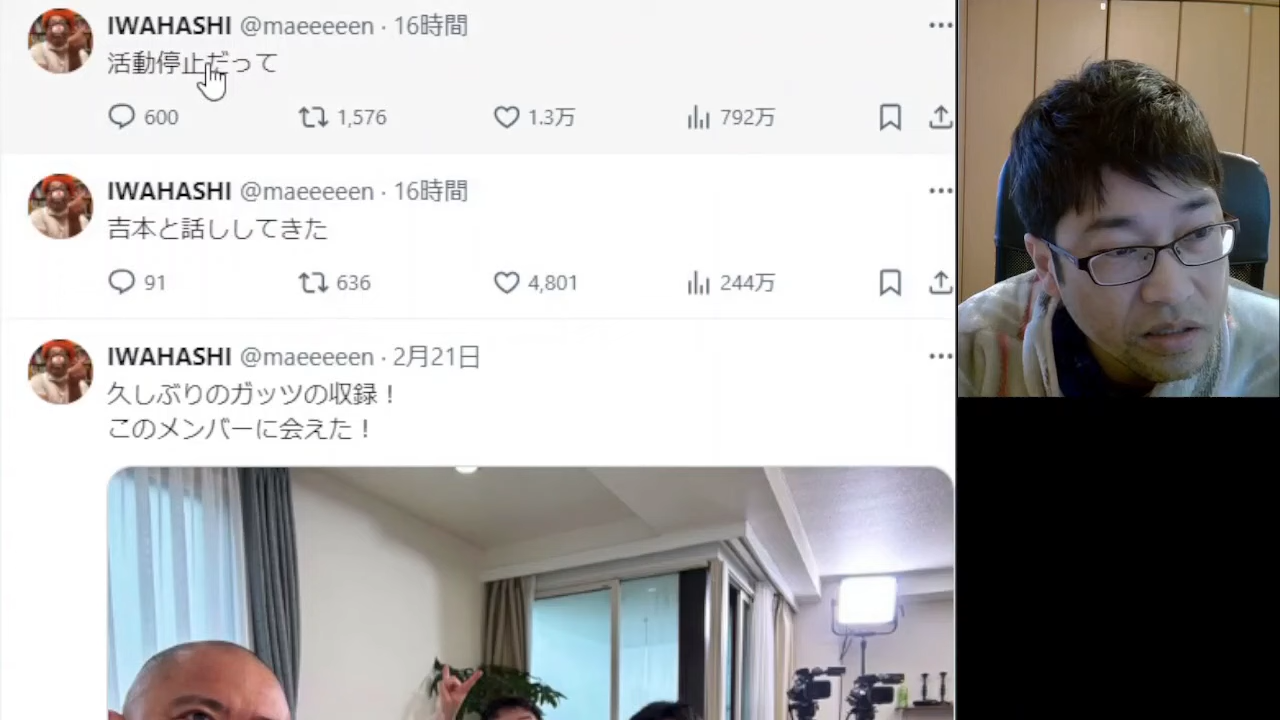 IWAHASHI @maeeeeen · 16時間
活動停止だって
600 1,576 1.3万 792万
IWAHASHI @maeeeeen · 16時間
吉本と話ししてきた
91 636 4,801 244万
IWAHASHI @maeeeeen · 2月21日
久しぶりのガッツの収録！
このメンバーに会えた！